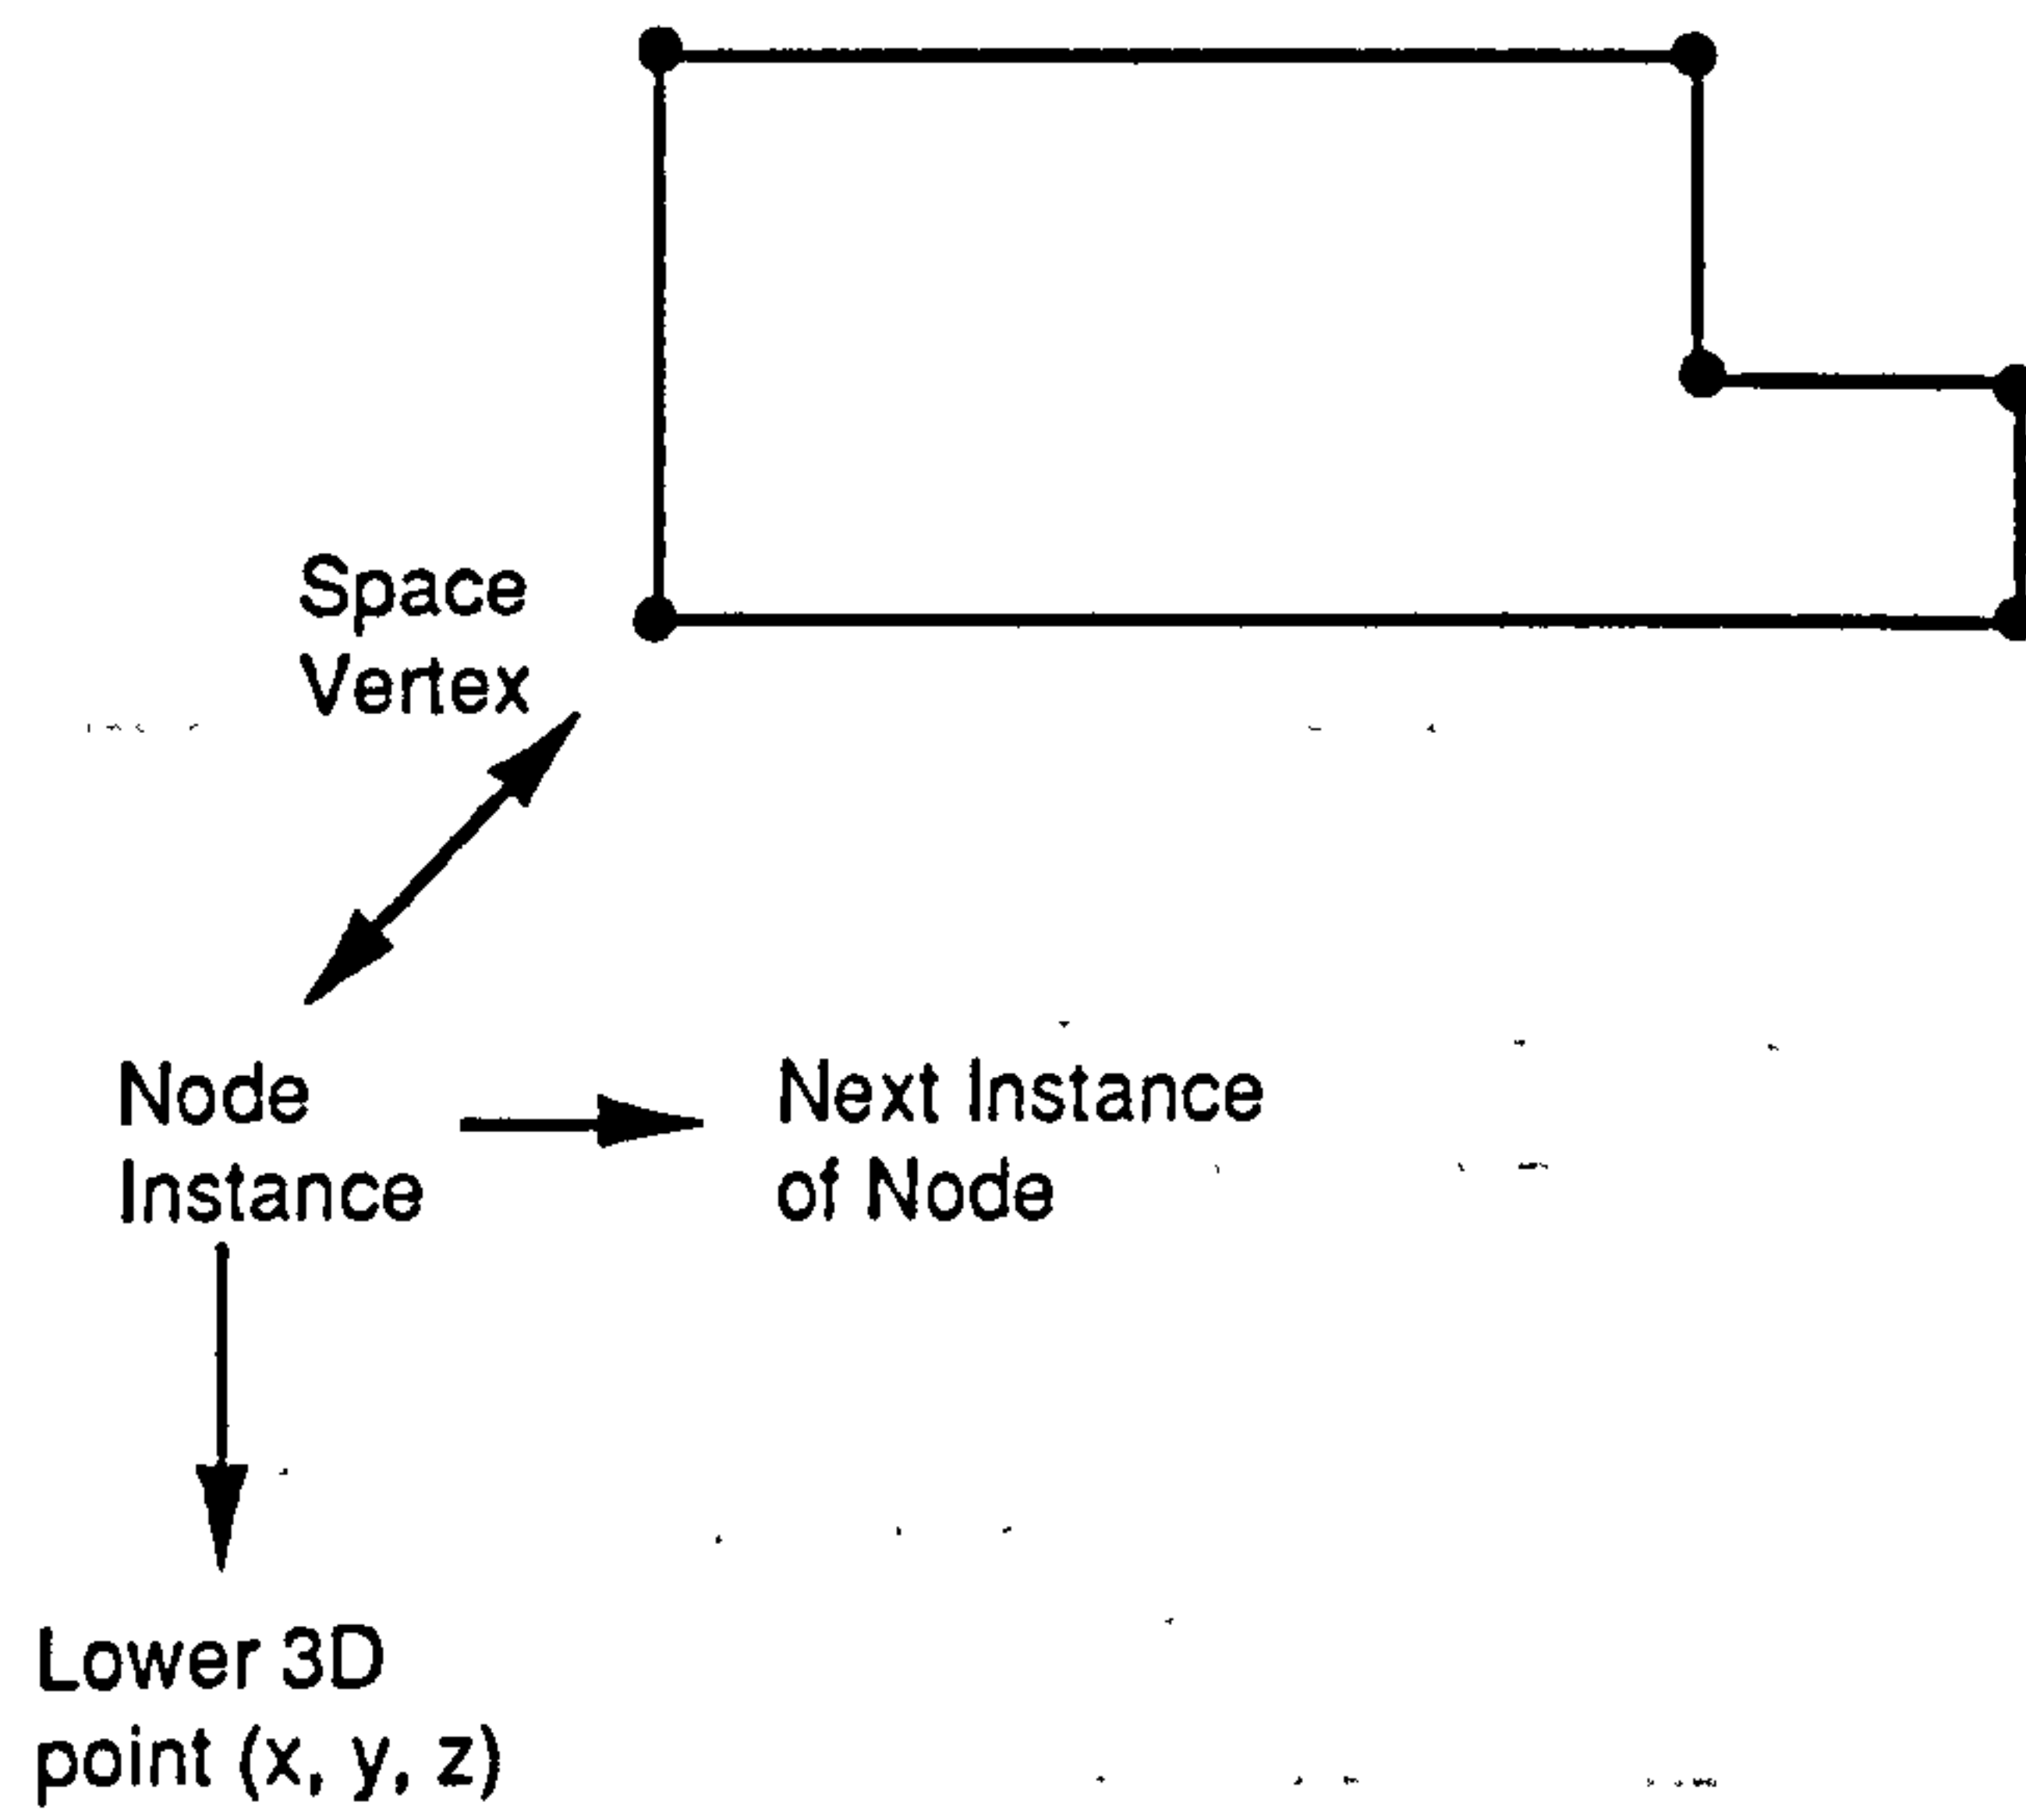 Space
Vertex
Node
Instance
Next Instance
of Node
Lower 3D
point (x, y, z)